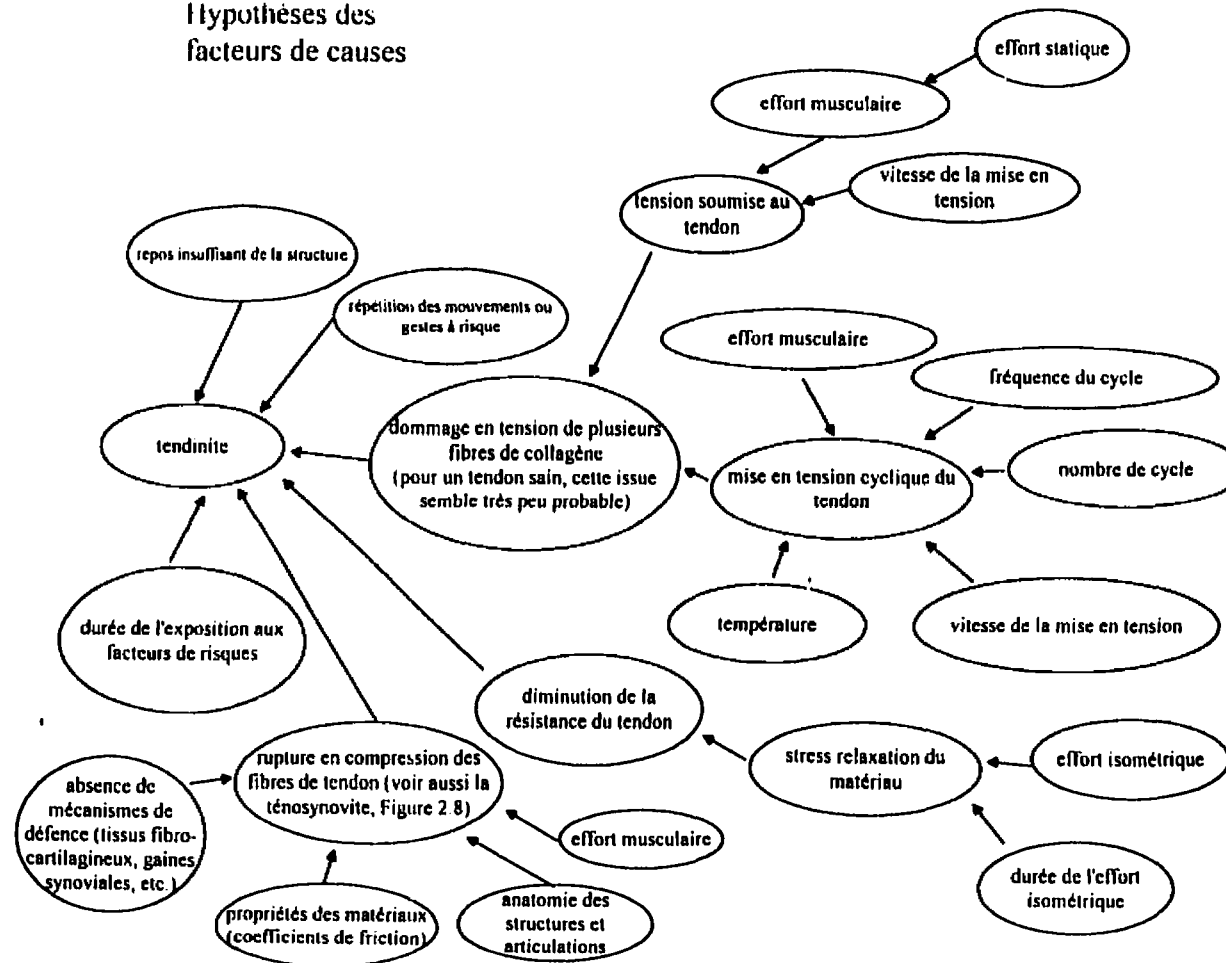 Hypothèses des
facteurs de causes
effort statique
effort musculaire
vitesse de la mise en
tension
tension soumise au
tendon
repos insuffisant de la structure
répétition des mouvements ou
gestes à risque
effort musculaire
fréquence du cycle
tendinite
dommage en tension de plusieurs
fibres de collagène
(pour un tendon sain, cette issue
semble très peu probable)
mise en tension cyclique du
tendon
nombre de cycle
durée de l'exposition aux
facteurs de risques
température
vitesse de la mise en tension
diminution de la
résistance du tendon
rupture en compression des
fibres de tendon (voir aussi la
ténosynovite, Figure 2.8)
stress relaxation du
matériau
effort isométrique
absence de
mécanismes de
défence (tissus fibro-
cartilagineux, gaines
synoviales, etc.)
effort musculaire
durée de l'effort
isométrique
propriétés des matériaux
(coefficients de friction)
anatomie des
structures et
articulations